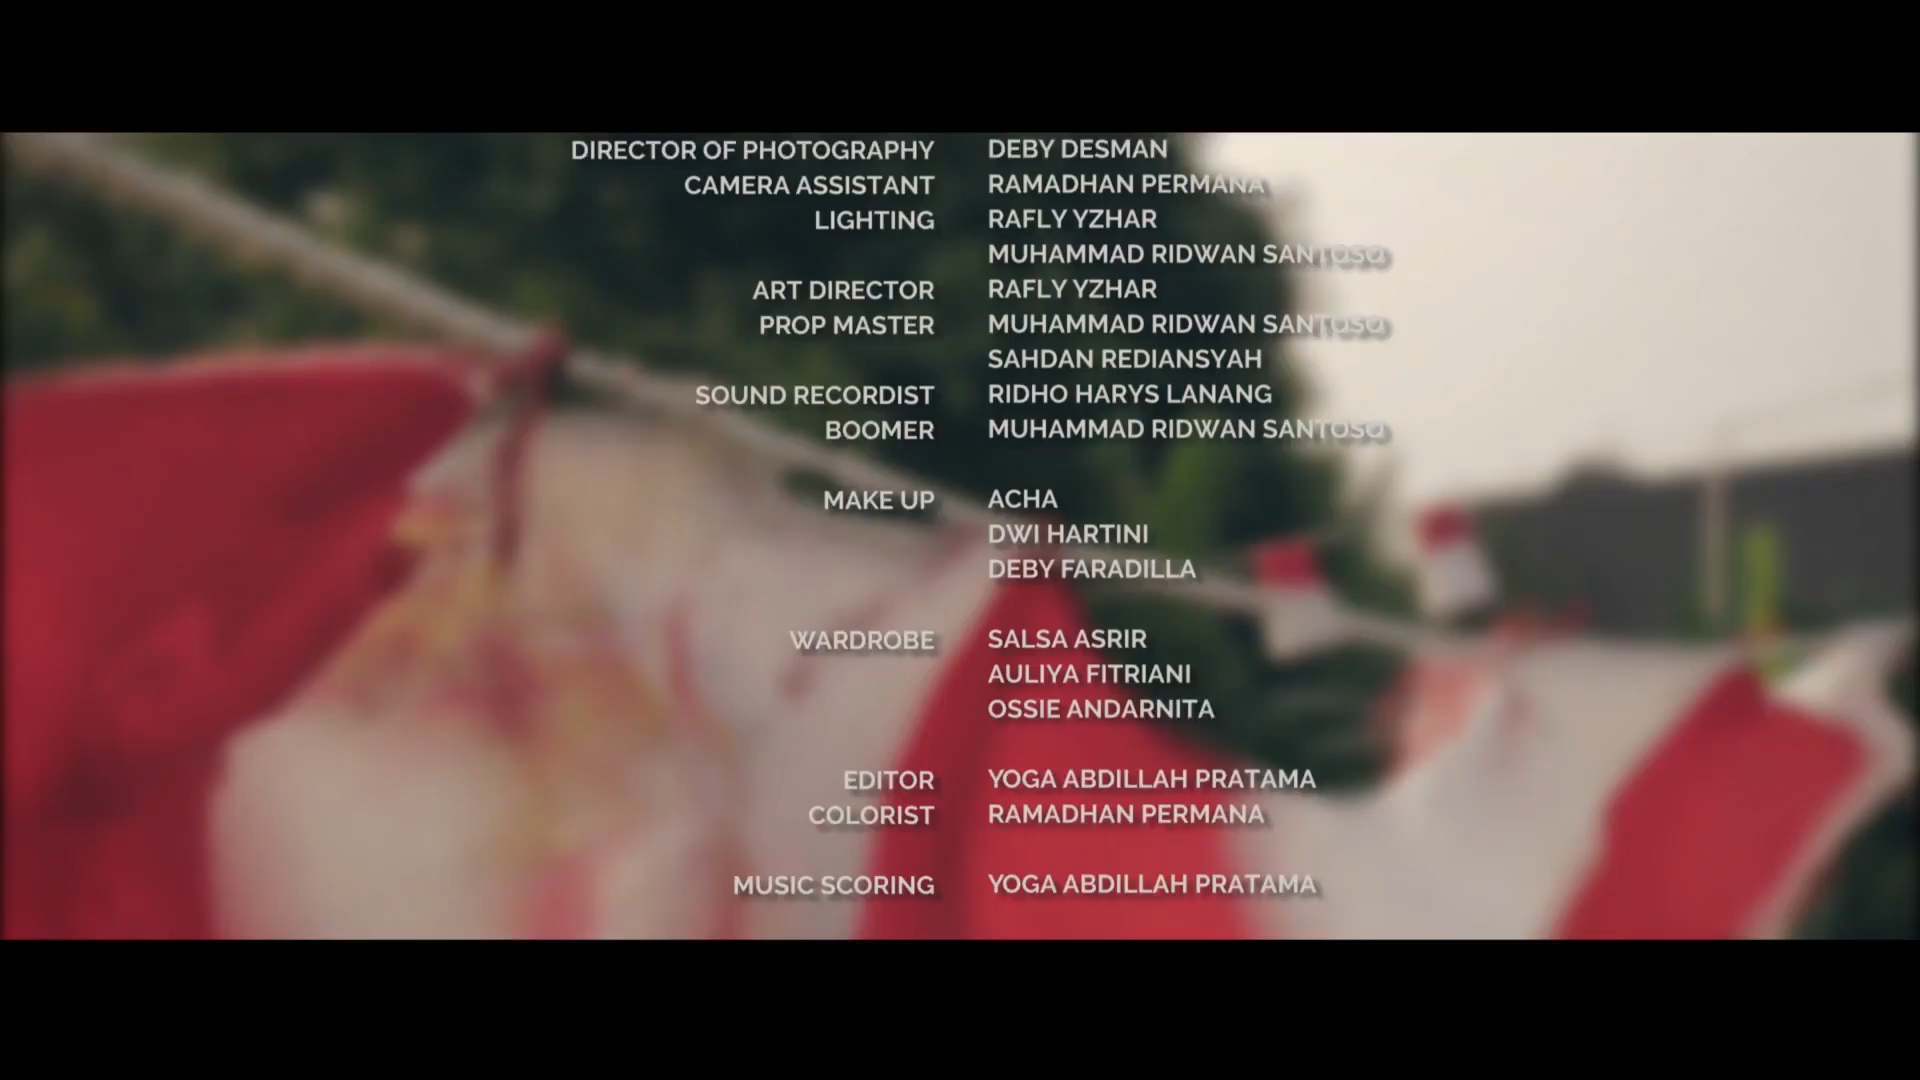 DIRECTOR OF PHOTOGRAPHY DEBY DESMAN
CAMERA ASSISTANT RAMADHAN PERMANA
LIGHTING RAFLY YZHAR
MUHAMMAD RIDWAN SANTOSO
ART DIRECTOR RAFLY YZHAR
PROP MASTER MUHAMMAD RIDWAN SANTOSO
SAHDAN REDIANSYAH
SOUND RECORDIST RIDHO HARYS LANANG
BOOMER MUHAMMAD RIDWAN SANTOSO
MAKE UP ACHA
DWI HARTINI
DEBY FARADILLA
WARDROBE SALSA ASRIR
AULIYA FITRIANI
OSSIE ANDARNITA
EDITOR YOGA ABDILLAH PRATAMA
COLORIST RAMADHAN PERMANA
MUSIC SCORING YOGA ABDILLAH PRATAMA